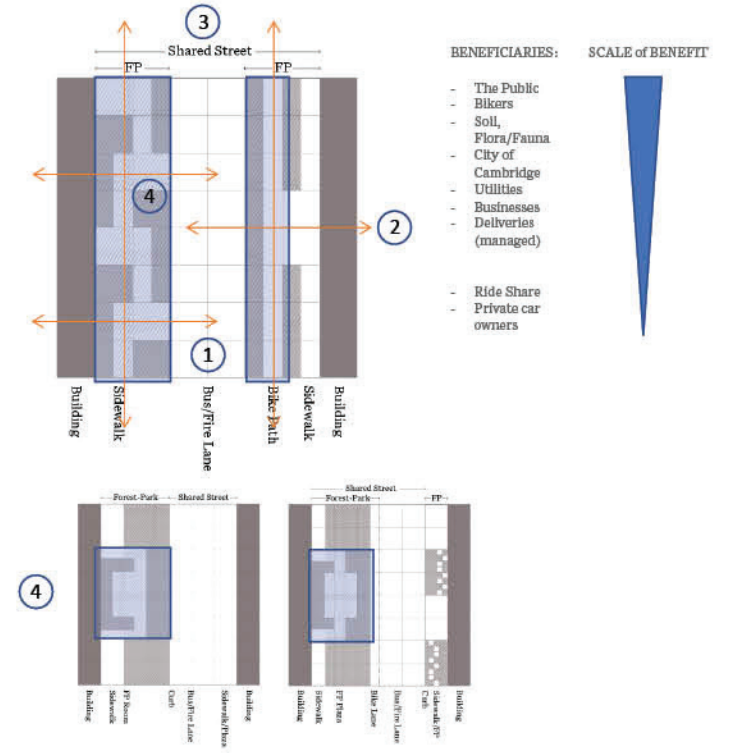 3
Shared Street
FP
FP
BENEFICIARIES:
SCALE of BENEFIT
- The Public
- Bikers
- Soil,
Flora/Fauna
- City of
Cambridge
- Utilities
- Businesses
- Deliveries
(managed)
- Ride Share
- Private car
owners
4
2
1
Building
Sidewalk
Bus/Fire Lane
Bike Path
Sidewalk
Building
4
Forest-Park
Shared Street
Building
Sidewalk
FP Room
Curb
Bus/Fire Lane
Sidewalk/Plaza
Building
Shared Street
Forest-Park
FP
Building
Sidewalk
FP Plaza
Bike Lane
Bus/Fire Lane
Curb
Sidewalk/FP
Building